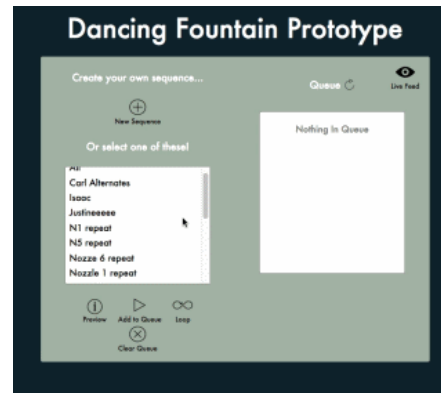 Dancing Fountain Prototype
Create your own sequence...
New Sequence
Or select one of these!
All
Carl Alternates
Isaac
Justineeeee
N1 repeat
N5 repeat
Nozze 6 repeat
Nozzle 1 repeat
Preview
Add to Queue
Loop
Clear Queue
Queue
Live Feed
Nothing In Queue